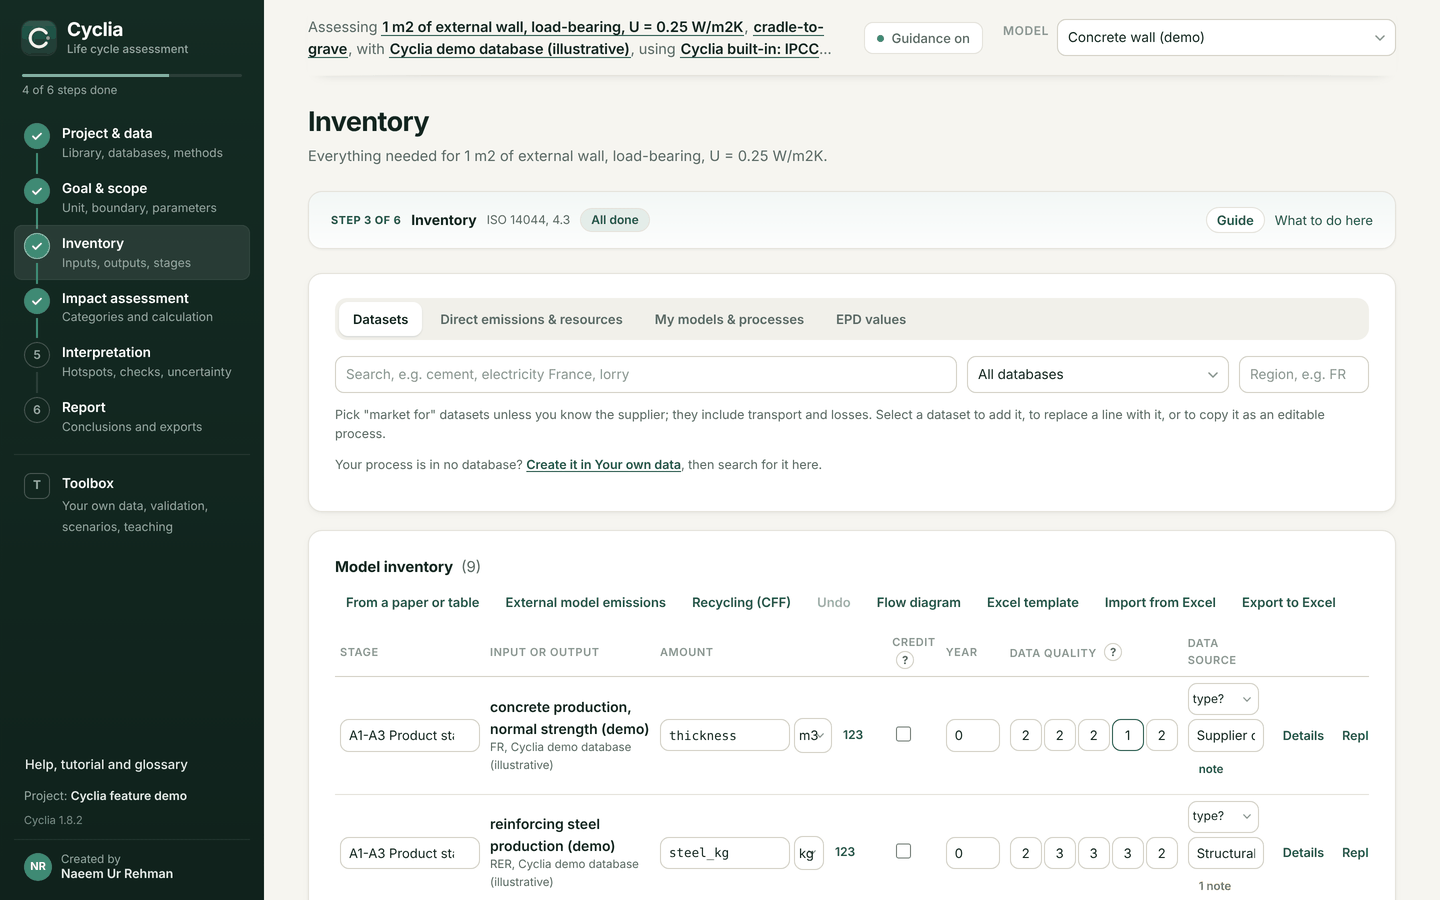 Cyclia
Life cycle assessment
4 of 6 steps done
Project & data
Library, databases, methods
Goal & scope
Unit, boundary, parameters
Inventory
Inputs, outputs, stages
Impact assessment
Categories and calculation
5
Interpretation
Hotspots, checks, uncertainty
6
Report
Conclusions and exports
T
Toolbox
Your own data, validation,
scenarios, teaching
Help, tutorial and glossary
Project: Cyclia feature demo
Cyclia 1.8.2
NR
Created by
Naeem Ur Rehman
Assessing 1 m2 of external wall, load-bearing, U = 0.25 W/m2K, cradle-to-
grave, with Cyclia demo database (illustrative), using Cyclia built-in: IPCC...
Guidance on
MODEL
Concrete wall (demo)
Inventory
Everything needed for 1 m2 of external wall, load-bearing, U = 0.25 W/m2K.
STEP 3 OF 6 Inventory ISO 14044, 4.3 All done
Guide What to do here
Datasets Direct emissions & resources My models & processes EPD values
Search, e.g. cement, electricity France, lorry
All databases
Region, e.g. FR
Pick "market for" datasets unless you know the supplier; they include transport and losses. Select a dataset to add it, to replace a line with it, or to copy it as an editable
process.
Your process is in no database? Create it in Your own data, then search for it here.
Model inventory (9)
From a paper or table External model emissions Recycling (CFF) Undo Flow diagram Excel template Import from Excel Export to Excel
STAGE INPUT OR OUTPUT AMOUNT CREDIT ? YEAR DATA QUALITY ? DATA SOURCE
A1-A3 Product sta
concrete production,
normal strength (demo)
FR, Cyclia demo database
(illustrative)
thickness m3 123 0 2 2 2 1 2
type?
Supplier c
note
Details Repl
A1-A3 Product sta
reinforcing steel
production (demo)
RER, Cyclia demo database
(illustrative)
steel_kg kg 123 0 2 3 3 3 2
type?
Structural
1 note
Details Repl